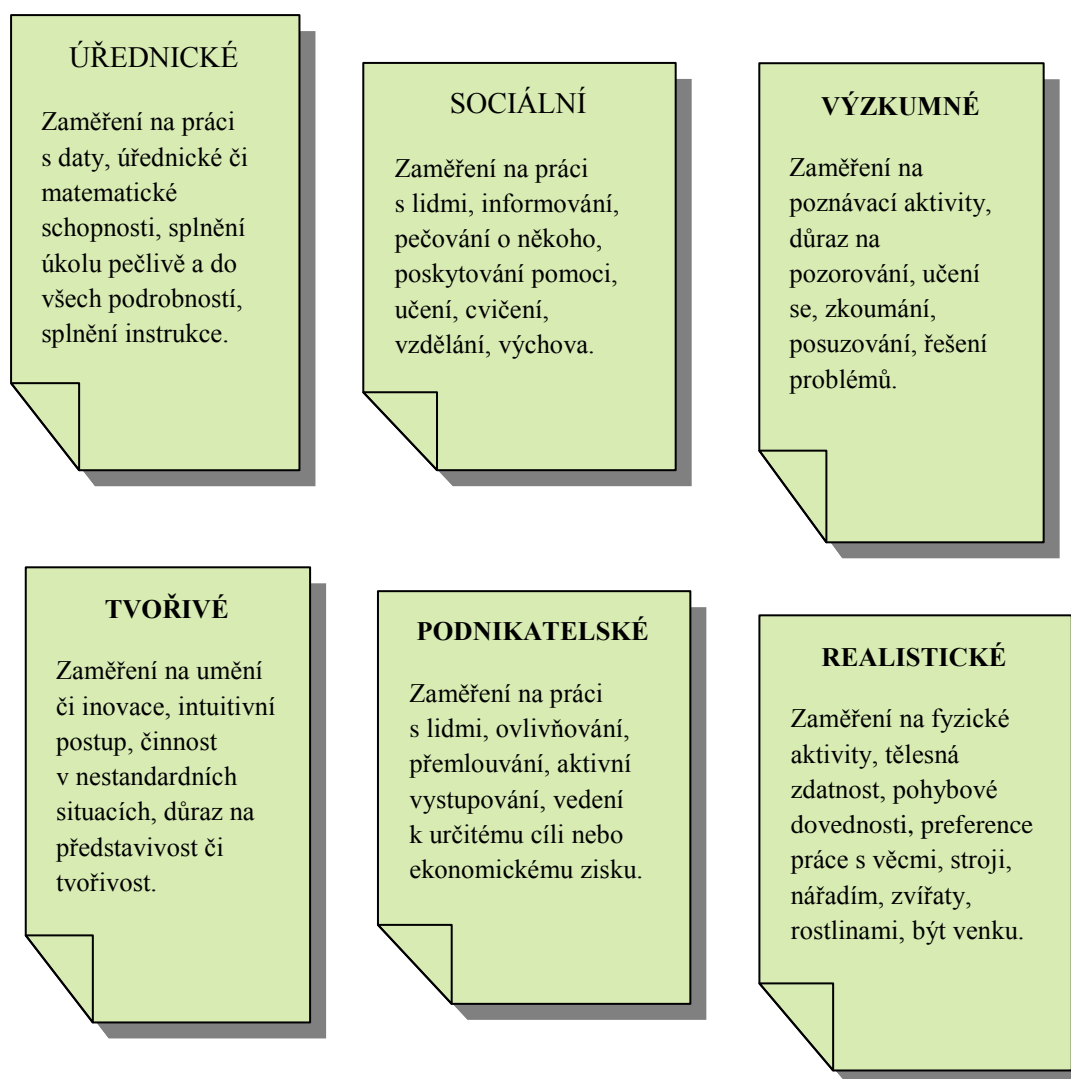 ÚŘEDNICKÉ
Zaměření na práci
s daty, úřednické či
matematické
schopnosti, splnění
úkolu pečlivě a do
všech podrobností,
splnění instrukce.
SOCIÁLNÍ
Zaměření na práci
s lidmi, informování,
pečování o někoho,
poskytování pomoci,
učení, cvičení,
vzdělání, výchova.
VÝZKUMNÉ
Zaměření na
poznávací aktivity,
důraz na
pozorování, učení
se, zkoumání,
posuzování, řešení
problémů.
TVOŘIVÉ
Zaměření na umění
či inovace, intuitivní
postup, činnost
v nestandardních
situacích, důraz na
představivost či
tvořivost.
PODNIKATELSKÉ
Zaměření na práci
s lidmi, ovlivňování,
přemlouvání, aktivní
vystupování, vedení
k určitému cíli nebo
ekonomickému zisku.
REALISTICKÉ
Zaměření na fyzické
aktivity, tělesná
zdatnost, pohybové
dovednosti, preference
práce s věcmi, stroji,
nářadím, zvířaty,
rostlinami, být venku.